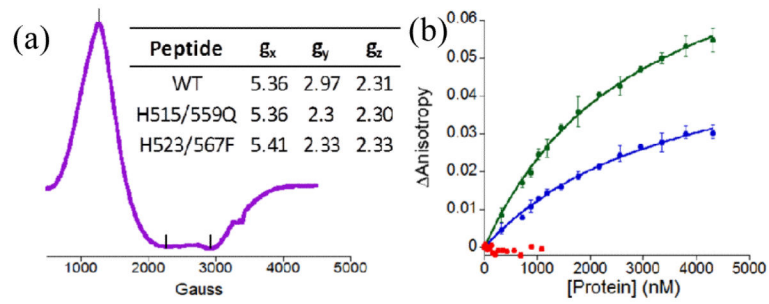 (a)
Peptide gx gy gz
WT 5.36 2.97 2.31
H515/559Q 5.36 2.3 2.30
H523/567F 5.41 2.33 2.33
1000 2000 3000 4000 5000
Gauss
(b)
ΔAnisotropy
0.06
0.05
0.04
0.03
0.02
0.01
0
0 1000 2000 3000 4000 5000
[Protein] (nM)